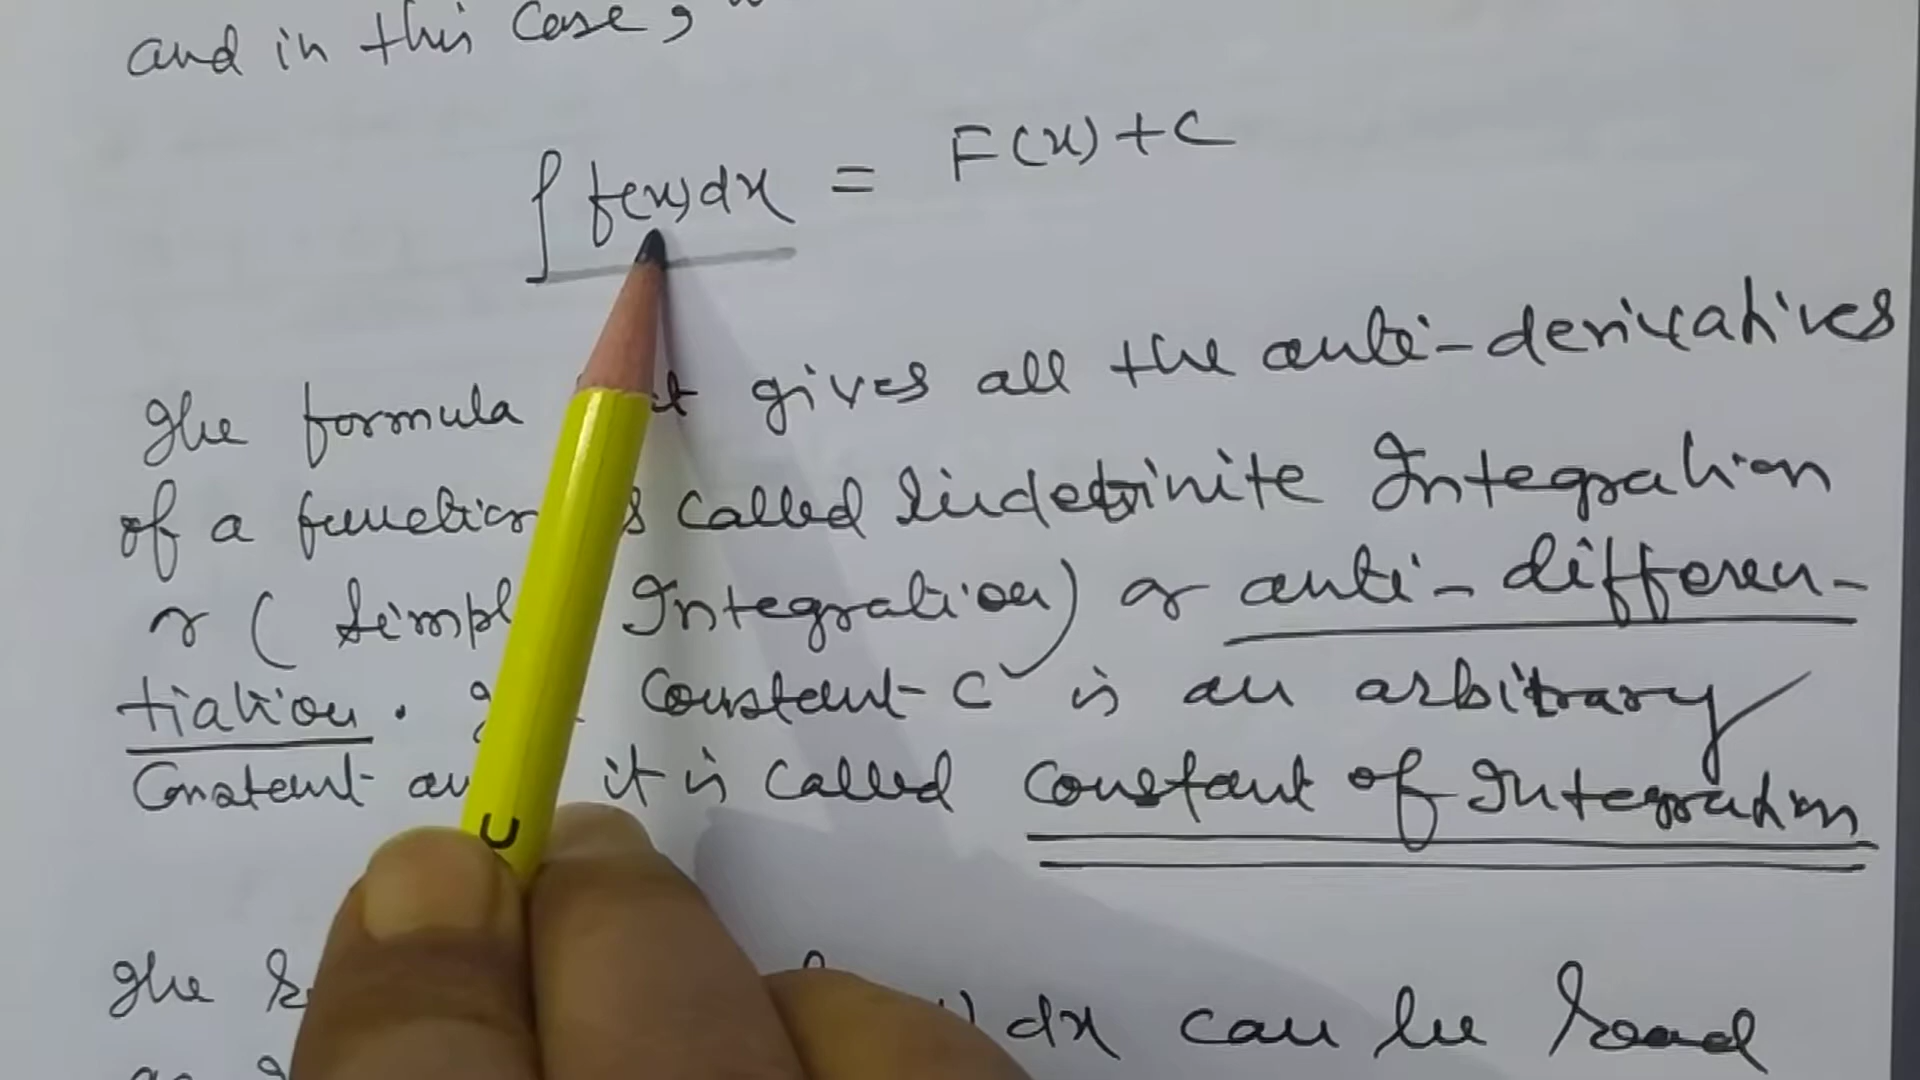 and in this case,
∫ f(x)dx = F(x)+C
The formula gives all the anti-derivatives
of a function called Indefinite Integration
or ( Simpl Integration) or anti-differen-
tiation. Constant C is an arbitrary
Constant it is called constant of Integration
The dx can be read
U